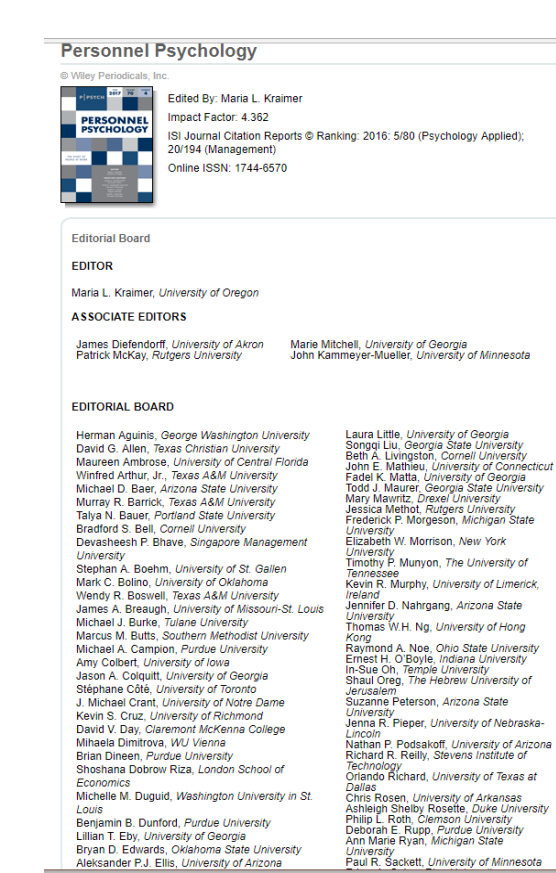 Personnel Psychology
© Wiley Periodicals, Inc.
PERSONNEL
PSYCHOLOGY
Edited By: Maria L. Kraimer
Impact Factor: 4.362
ISI Journal Citation Reports © Ranking: 2016: 5/80 (Psychology Applied);
20/194 (Management)
Online ISSN: 1744-6570
Editorial Board
EDITOR
Maria L. Kraimer, University of Oregon
ASSOCIATE EDITORS
James Diefendorff, University of Akron
Patrick McKay, Rutgers University
Marie Mitchell, University of Georgia
John Kammeyer-Mueller, University of Minnesota
EDITORIAL BOARD
Herman Aguinis, George Washington University
David G. Allen, Texas Christian University
Maureen Ambrose, University of Central Florida
Winfred Arthur, Jr., Texas A&M University
Michael D. Baer, Arizona State University
Murray R. Barrick, Texas A&M University
Talya N. Bauer, Portland State University
Bradford S. Bell, Cornell University
Devasheesh P. Bhave, Singapore Management
University
Stephan A. Boehm, University of St. Gallen
Mark C. Bolino, University of Oklahoma
Wendy R. Boswell, Texas A&M University
James A. Breaugh, University of Missouri-St. Louis
Michael J. Burke, Tulane University
Marcus M. Butts, Southern Methodist University
Michael A. Campion, Purdue University
Amy Colbert, University of Iowa
Jason A. Colquitt, University of Georgia
Stéphane Côté, University of Toronto
J. Michael Crant, University of Notre Dame
Kevin S. Cruz, University of Richmond
David V. Day, Claremont McKenna College
Mihaela Dimitrova, WU Vienna
Brian Dineen, Purdue University
Shoshana Dobrow Riza, London School of
Economics
Michelle M. Duguid, Washington University in St.
Louis
Benjamin B. Dunford, Purdue University
Lillian T. Eby, University of Georgia
Bryan D. Edwards, Oklahoma State University
Aleksander P.J. Ellis, University of Arizona
Laura Little, University of Georgia
Songqi Liu, Georgia State University
Beth A. Livingston, Cornell University
John E. Mathieu, University of Connecticut
Fadel K. Matta, University of Georgia
Todd J. Maurer, Georgia State University
Mary Mawritz, Drexel University
Jessica Methot, Rutgers University
Frederick P. Morgeson, Michigan State
University
Elizabeth W. Morrison, New York
University
Timothy P. Munyon, The University of
Tennessee
Kevin R. Murphy, University of Limerick,
Ireland
Jennifer D. Nahrgang, Arizona State
University
Thomas W.H. Ng, University of Hong
Kong
Raymond A. Noe, Ohio State University
Ernest H. O'Boyle, Indiana University
In-Sue Oh, Temple University
Shaul Oreg, The Hebrew University of
Jerusalem
Suzanne Peterson, Arizona State
University
Jenna R. Pieper, University of Nebraska-
Lincoln
Nathan P. Podsakoff, University of Arizona
Richard R. Reilly, Stevens Institute of
Technology
Orlando Richard, University of Texas at
Dallas
Chris Rosen, University of Arkansas
Ashleigh Shelby Rosette, Duke University
Philip L. Roth, Clemson University
Deborah E. Rupp, Purdue University
Ann Marie Ryan, Michigan State
University
Paul R. Sackett, University of Minnesota